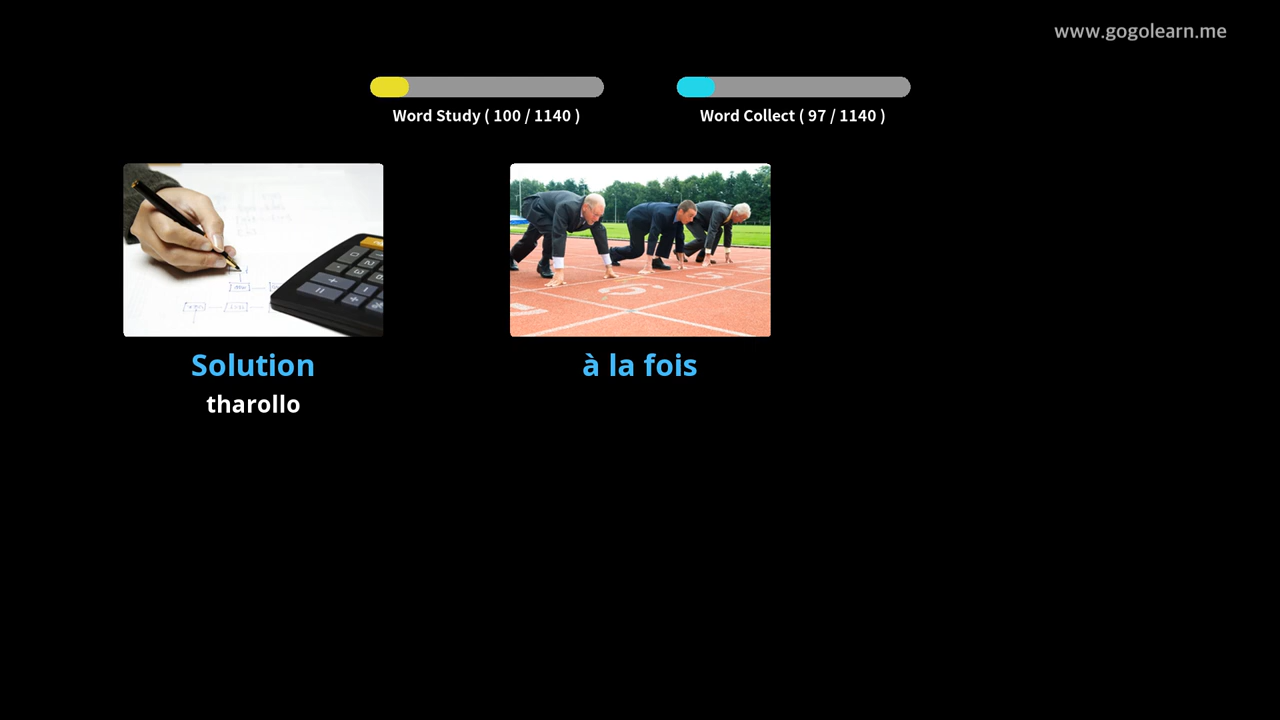 www.gogolearn.me
Word Study ( 100 / 1140 )
Word Collect ( 97 / 1140 )
Solution
tharollo
à la fois